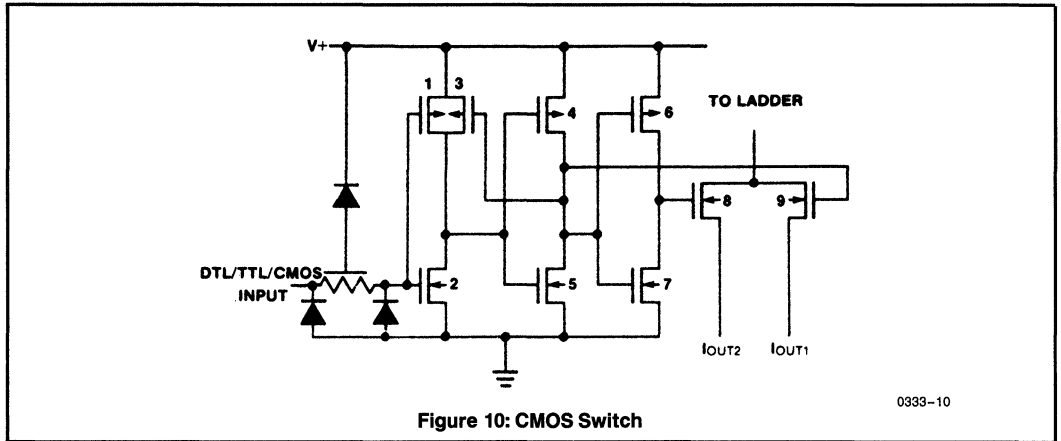 V+
1 3
4
6
TO LADDER
8
9
DTL/TTL/CMOS
INPUT
2
5
7
IOUT2 IOUT1
0333-10
Figure 10: CMOS Switch